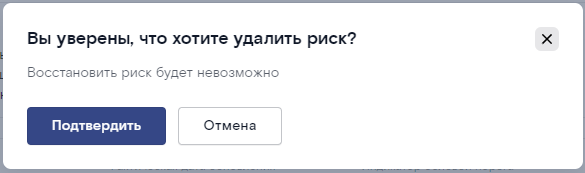 Вы уверены, что хотите удалить риск?
Восстановить риск будет невозможно
Подтвердить
Отмена